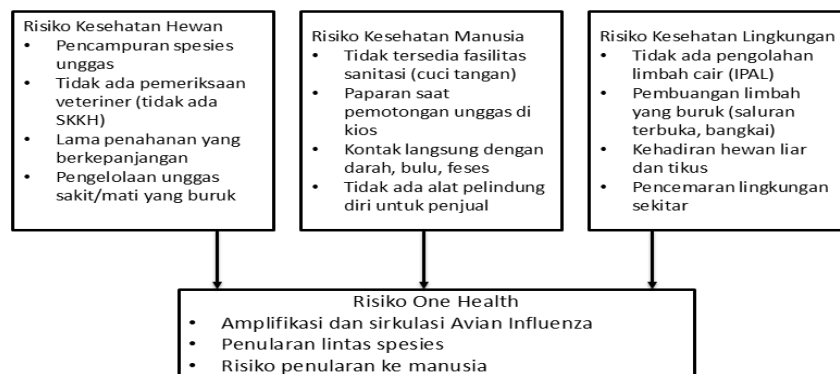 Risiko Kesehatan Hewan
• Pencampuran spesies
unggas
• Tidak ada pemeriksaan
veteriner (tidak ada
SKKH)
• Lama penahanan yang
berkepanjangan
• Pengelolaan unggas
sakit/mati yang buruk
Risiko Kesehatan Manusia
• Tidak tersedia fasilitas
sanitasi (cuci tangan)
• Paparan saat
pemotongan unggas di
kios
• Kontak langsung dengan
darah, bulu, feses
• Tidak ada alat pelindung
diri untuk penjual
Risiko Kesehatan Lingkungan
• Tidak ada pengolahan
limbah cair (IPAL)
• Pembuangan limbah
yang buruk (saluran
terbuka, bangkai)
• Kehadiran hewan liar
dan tikus
• Pencemaran lingkungan
sekitar
Risiko One Health
• Amplifikasi dan sirkulasi Avian Influenza
• Penularan lintas spesies
• Risiko penularan ke manusia